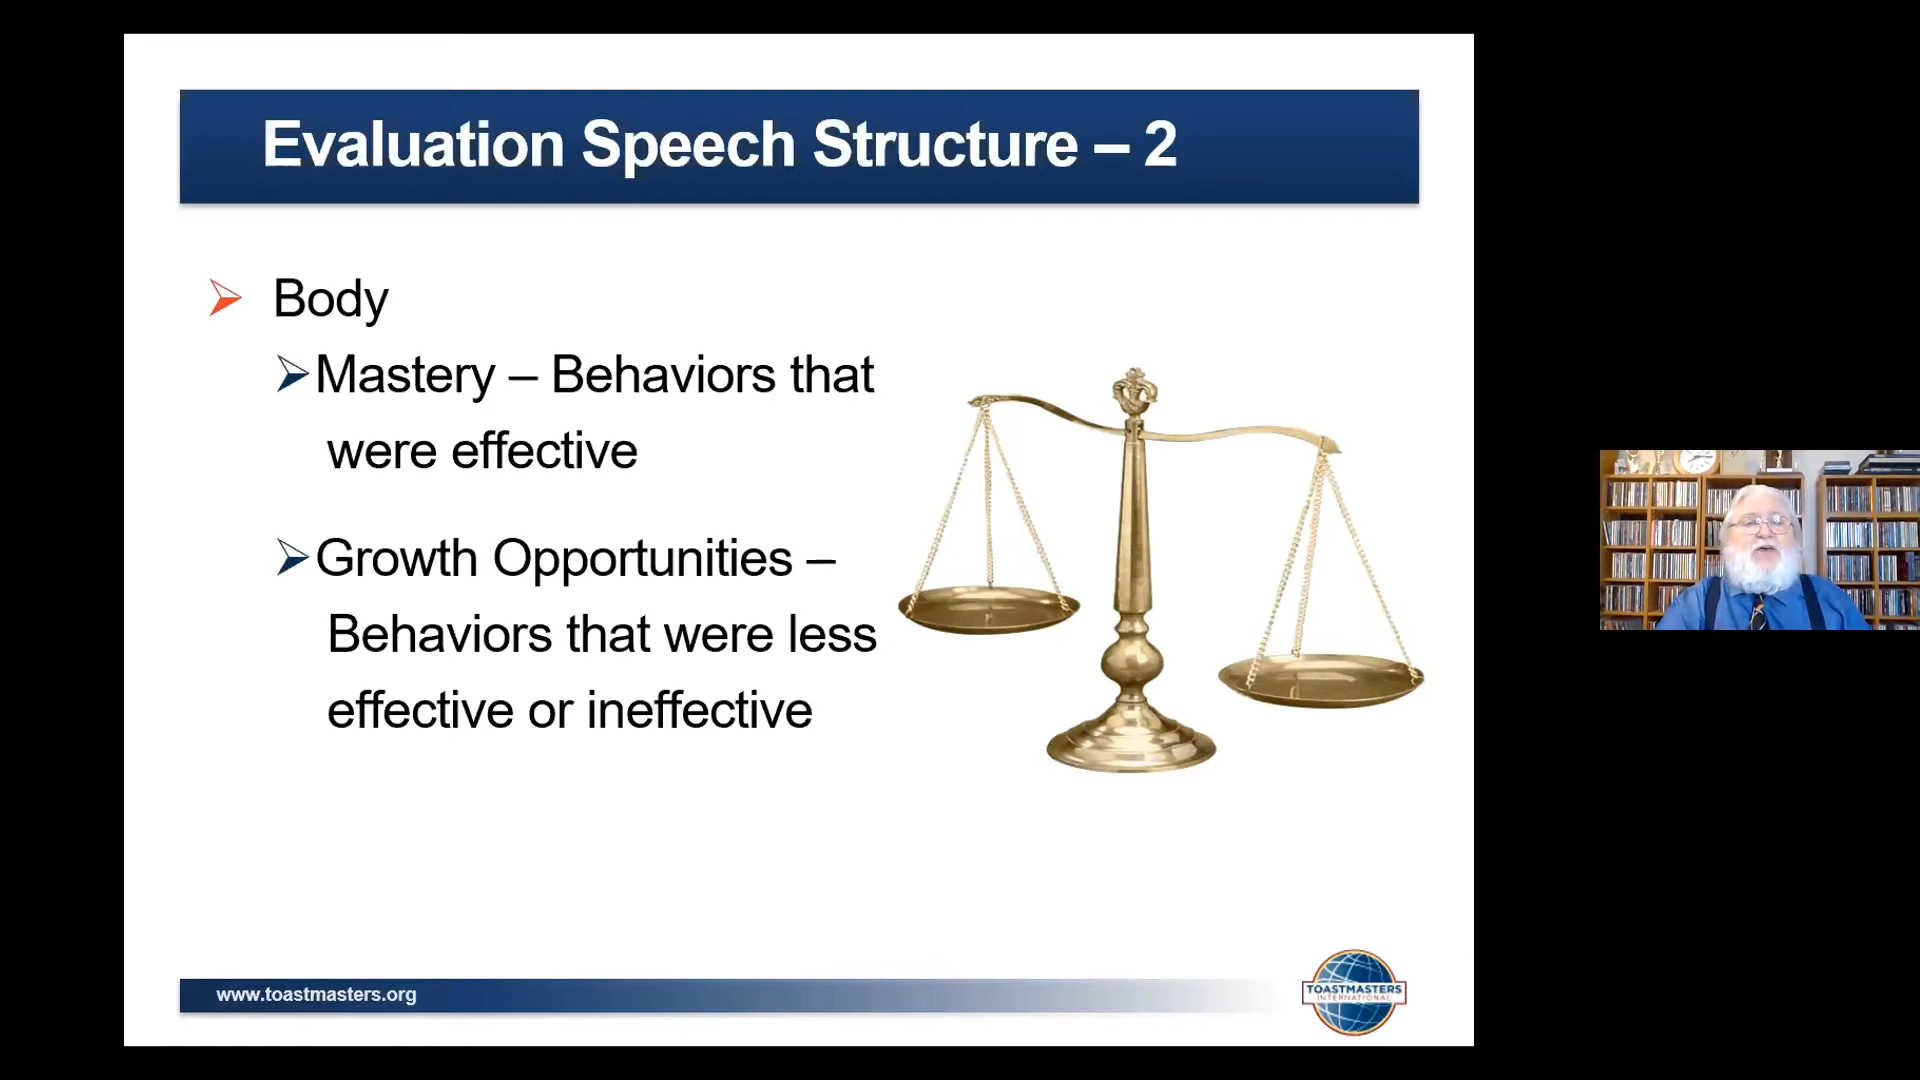 Evaluation Speech Structure – 2
Body
Mastery – Behaviors that
were effective
Growth Opportunities –
Behaviors that were less
effective or ineffective
www.toastmasters.org
TOASTMASTERS
INTERNATIONAL